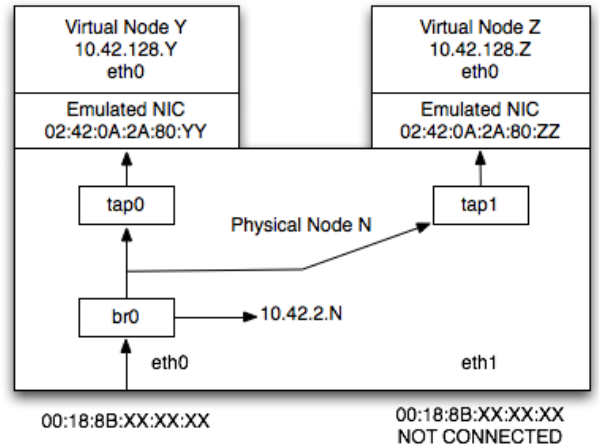 Virtual Node Y
10.42.128.Y
eth0
Emulated NIC
02:42:0A:2A:80:YY
Virtual Node Z
10.42.128.Z
eth0
Emulated NIC
02:42:0A:2A:80:ZZ
tap0
tap1
Physical Node N
br0
10.42.2.N
eth0
eth1
00:18:8B:XX:XX:XX
00:18:8B:XX:XX:XX
NOT CONNECTED